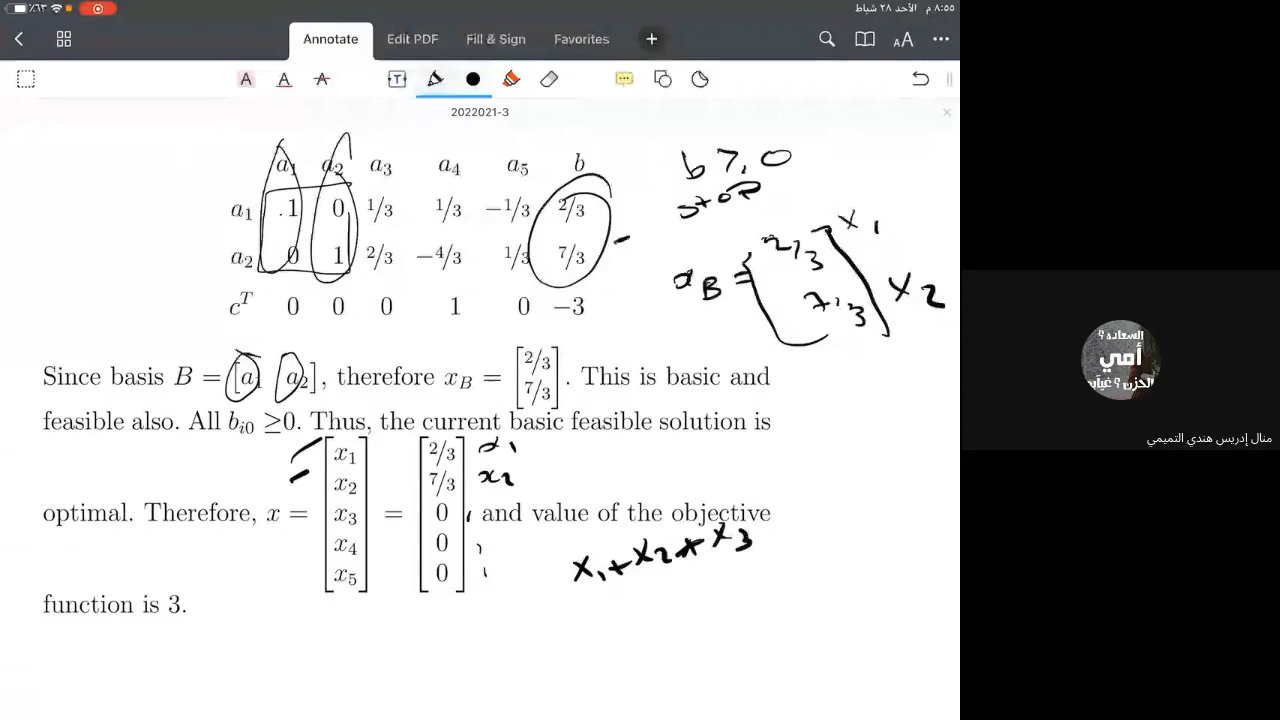 ٪٦٣ ٨:٥٥ م الأحد ٢٨ شباط
Annotate Edit PDF Fill & Sign Favorites
AA
A A A T
2022021-3
a₁ a₂ a₃ a₄ a₅ b
a₁ 1 0 1/3 1/3 −1/3 2/3
a₂ 0 1 2/3 −4/3 1/3 7/3
cᵀ 0 0 0 1 0 −3
b ⩾ 0
stop
x_B = [2/3 7/3] x₁ x₂
Since basis B = [a₁ a₂], therefore x_B = [2/3 7/3]. This is basic and
feasible also. All b_{i0} ≥0. Thus, the current basic feasible solution is
optimal. Therefore, x = [x₁ x₂ x₃ x₄ x₅] = [2/3 7/3 0 0 0] and value of the objective
x₁
x₂
x₁+x₂+x₃
function is 3.
السعادة ؟
أمي
الحزن ؟ غيابه
منال إدريس هندي التميمي